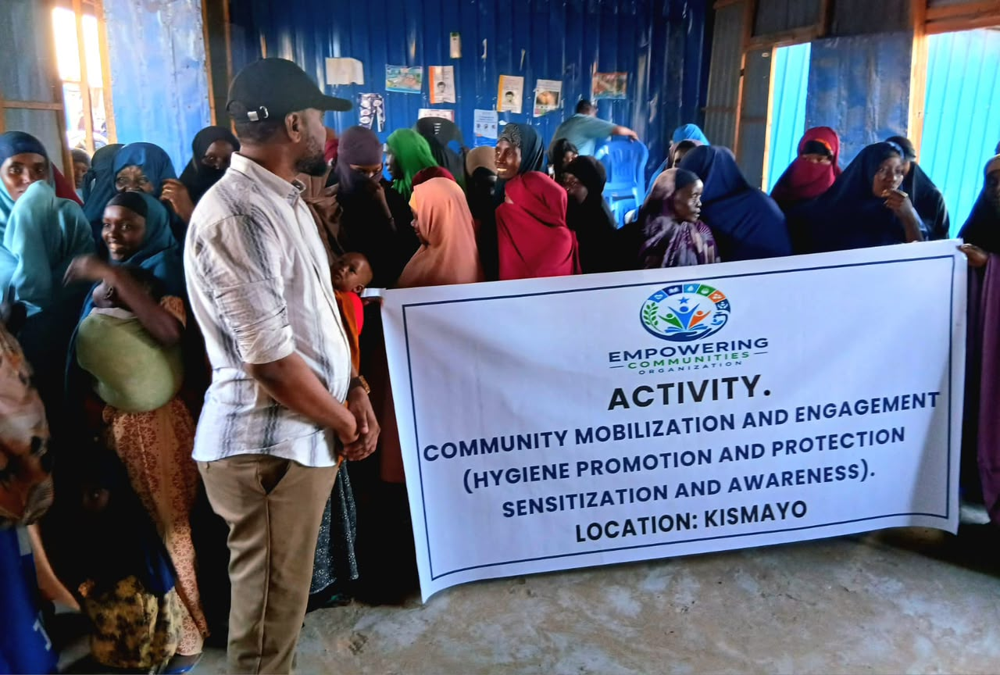 EMPOWERING
COMMUNITIES
ORGANIZATION
ACTIVITY.
COMMUNITY MOBILIZATION AND ENGAGEMENT
(HYGIENE PROMOTION AND PROTECTION
SENSITIZATION AND AWARENESS).
LOCATION: KISMAYO